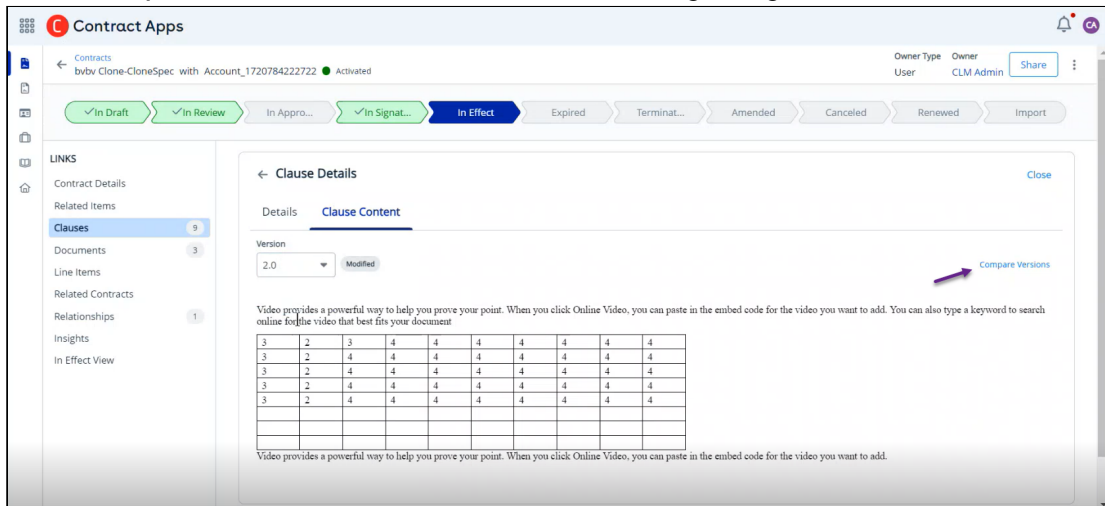 Contract Apps
CA
Contracts
bvbv Clone-CloneSpec with Account_1720784222722 Activated
Owner Type Owner
User CLM Admin
Share
In Draft In Review In Appro... In Signat... In Effect Expired Terminat... Amended Canceled Renewed Import
LINKS
Contract Details
Related Items
Clauses 9
Documents 3
Line Items
Related Contracts
Relationships 1
Insights
In Effect View
Clause Details
Close
Details Clause Content
Version
2.0 Modified
Compare Versions
Video provides a powerful way to help you prove your point. When you click Online Video, you can paste in the embed code for the video you want to add. You can also type a keyword to search
online for the video that best fits your document
3 2 3 4 4 4 4 4 4 4
3 2 4 4 4 4 4 4 4 4
3 2 4 4 4 4 4 4 4 4
3 2 4 4 4 4 4 4 4 4
3 2 4 4 4 4 4 4 4 4
Video provides a powerful way to help you prove your point. When you click Online Video, you can paste in the embed code for the video you want to add.